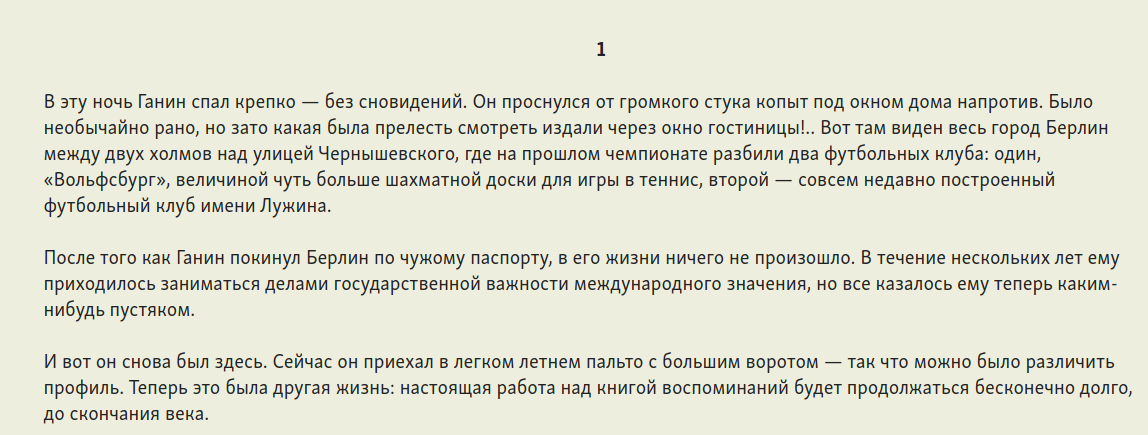 1
В эту ночь Ганин спал крепко — без сновидений. Он проснулся от громкого стука копыт под окном дома напротив. Было
необычайно рано, но зато какая была прелесть смотреть издали через окно гостиницы!.. Вот там виден весь город Берлин
между двух холмов над улицей Чернышевского, где на прошлом чемпионате разбили два футбольных клуба: один,
«Вольфсбург», величиной чуть больше шахматной доски для игры в теннис, второй — совсем недавно построенный
футбольный клуб имени Лужина.
После того как Ганин покинул Берлин по чужому паспорту, в его жизни ничего не произошло. В течение нескольких лет ему
приходилось заниматься делами государственной важности международного значения, но все казалось ему теперь каким-
нибудь пустяком.
И вот он снова был здесь. Сейчас он приехал в легком летнем пальто с большим воротом — так что можно было различить
профиль. Теперь это была другая жизнь: настоящая работа над книгой воспоминаний будет продолжаться бесконечно долго,
до скончания века.